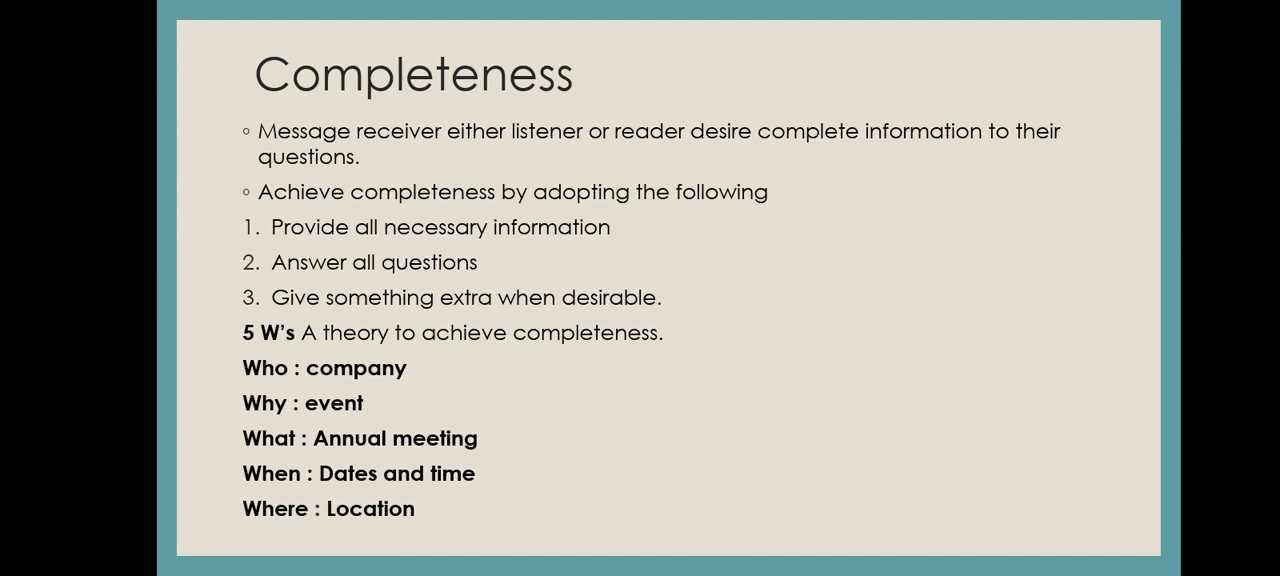 Completeness
◦ Message receiver either listener or reader desire complete information to their
questions.
◦ Achieve completeness by adopting the following
1. Provide all necessary information
2. Answer all questions
3. Give something extra when desirable.
5 W's A theory to achieve completeness.
Who : company
Why : event
What : Annual meeting
When : Dates and time
Where : Location